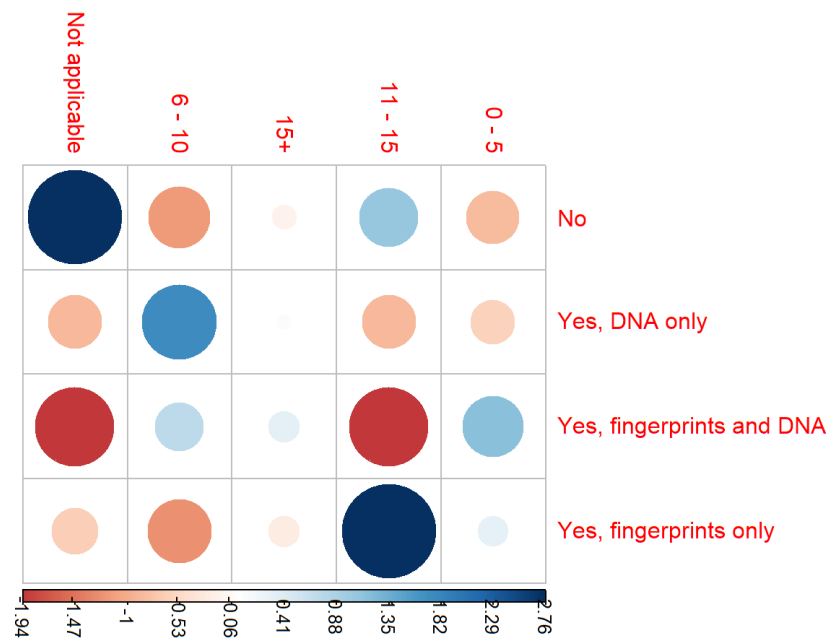 Not applicable
6 - 10
15+
11 - 15
0 - 5
No
Yes, DNA only
Yes, fingerprints and DNA
Yes, fingerprints only
-1.94
-1.47
-1
-0.53
-0.06
0.41
0.88
1.35
1.82
2.29
2.76